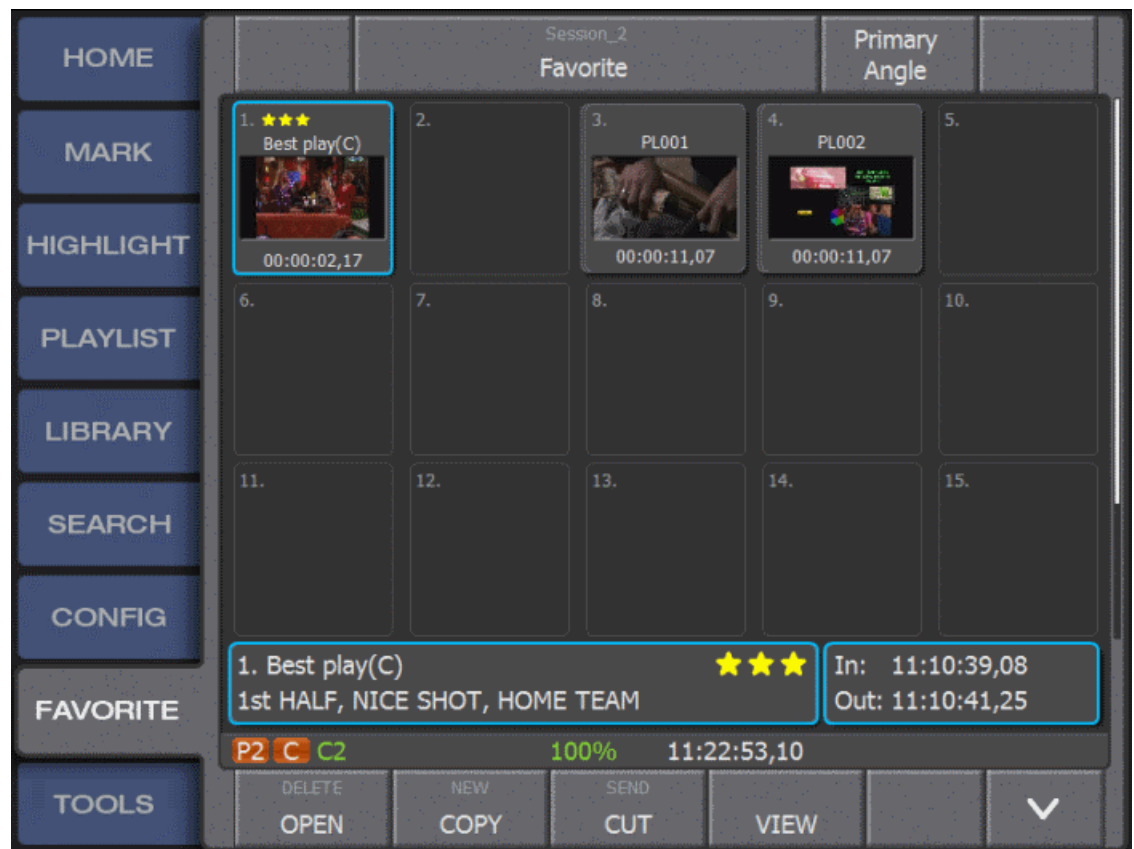 HOME
MARK
HIGHLIGHT
PLAYLIST
LIBRARY
SEARCH
CONFIG
FAVORITE
TOOLS
Session_2
Favorite
Primary
Angle
1. ★★★
Best play(C)
00:00:02,17
2.
3.
PL001
00:00:11,07
4.
PL002
00:00:11,07
5.
6.
7.
8.
9.
10.
11.
12.
13.
14.
15.
1. Best play(C) ★★★
1st HALF, NICE SHOT, HOME TEAM
In: 11:10:39,08
Out: 11:10:41,25
P2 C C2 100% 11:22:53,10
DELETE
OPEN
NEW
COPY
SEND
CUT
VIEW